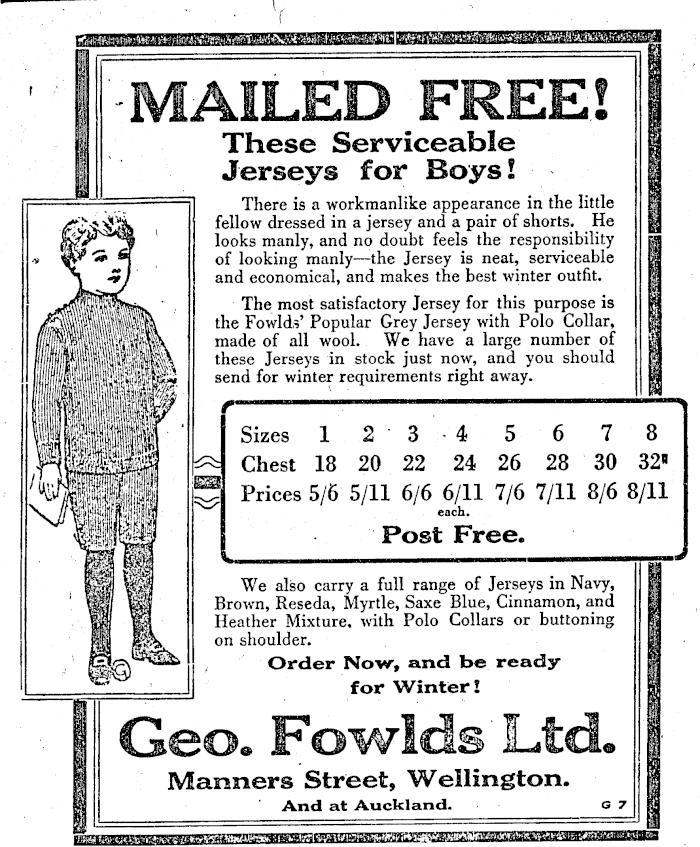 MAILED FREE!
These Serviceable
Jerseys for Boys!
There is a workmanlike appearance in the little
fellow dressed in a jersey and a pair of shorts. He
looks manly, and no doubt feels the responsibility
of looking manly—the Jersey is neat, serviceable
and economical, and makes the best winter outfit.
The most satisfactory Jersey for this purpose is
the Fowlds' Popular Grey Jersey with Polo Collar,
made of all wool. We have a large number of
these Jerseys in stock just now, and you should
send for winter requirements right away.
Sizes 1 2 3 4 5 6 7 8
Chest 18 20 22 24 26 28 30 32"
Prices 5/6 5/11 6/6 6/11 7/6 7/11 8/6 8/11
each.
Post Free.
We also carry a full range of Jerseys in Navy,
Brown, Reseda, Myrtle, Saxe Blue, Cinnamon, and
Heather Mixture, with Polo Collars or buttoning
on shoulder.
Order Now, and be ready
for Winter!
G
Geo. Fowlds Ltd.
Manners Street, Wellington.
And at Auckland.
G 7